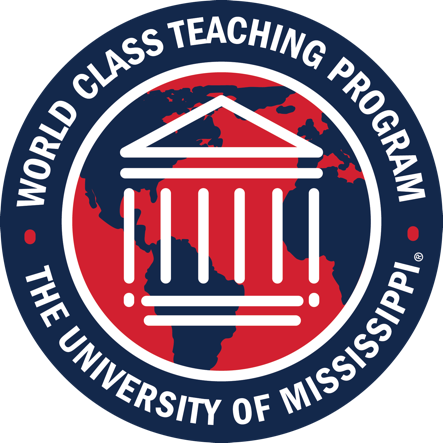 WORLD CLASS TEACHING PROGRAM
THE UNIVERSITY OF MISSISSIPPI®